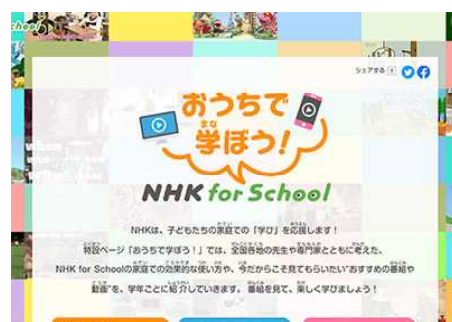 シェアする
おうちで
学ぼう!
まな
NHK for School
NHKは、子どもたちの家庭での「学び」を応援します!
特設ページ「おうちで学ぼう!」では、全国各地の先生や専門家とともに考えた、
NHK for Schoolの家庭での効果的な使い方や、今だからこそ見てもらいたい"おすすめの番組や
動画"を、学年ごとに紹介していきます。 番組を見て、楽しく学びましょう!